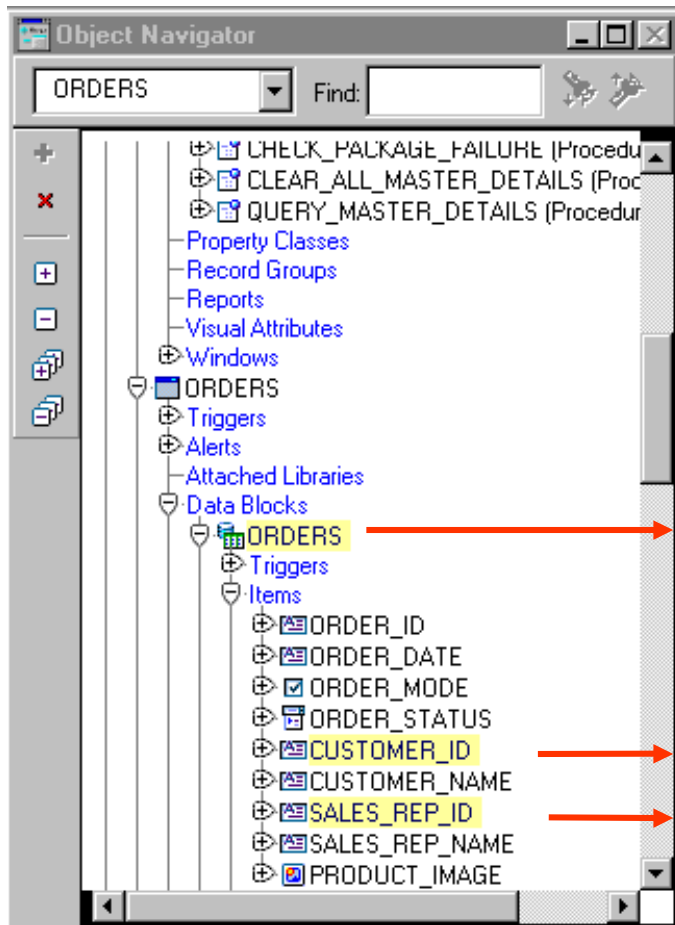 Object Navigator
ORDERS Find:
CHECK_PACKAGE_FAILURE (Procedu
CLEAR_ALL_MASTER_DETAILS (Proc
QUERY_MASTER_DETAILS (Procedur
Property Classes
Record Groups
Reports
Visual Attributes
Windows
ORDERS
Triggers
Alerts
Attached Libraries
Data Blocks
ORDERS
Triggers
Items
ORDER_ID
ORDER_DATE
ORDER_MODE
ORDER_STATUS
CUSTOMER_ID
CUSTOMER_NAME
SALES_REP_ID
SALES_REP_NAME
PRODUCT_IMAGE